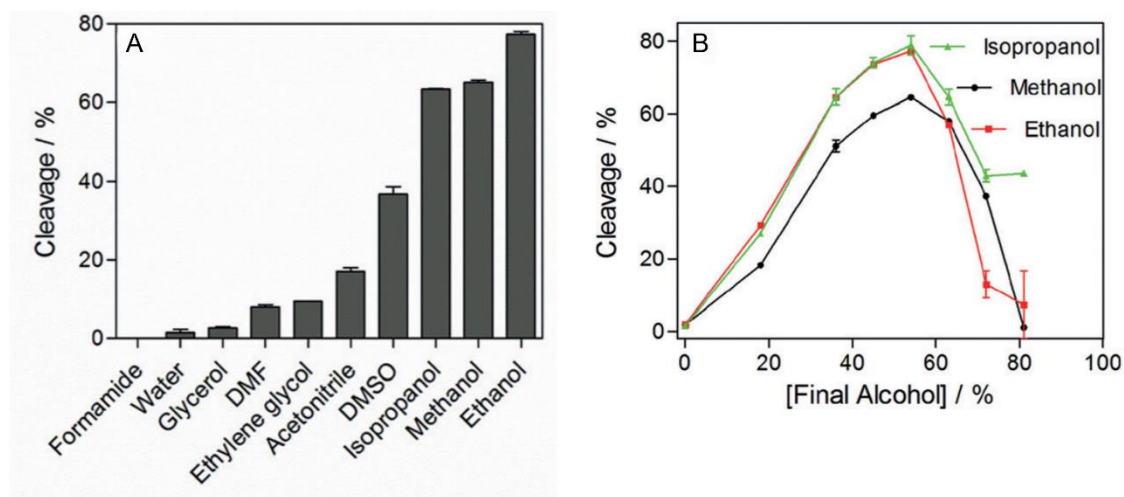 A
80
60
40
20
0
Cleavage / %
Formamide
Water
Glycerol
DMF
Ethylene glycol
Acetonitrile
DMSO
Isopropanol
Methanol
Ethanol
B
80
60
40
20
0
Cleavage / %
Isopropanol
Methanol
Ethanol
0 20 40 60 80 100
[Final Alcohol] / %